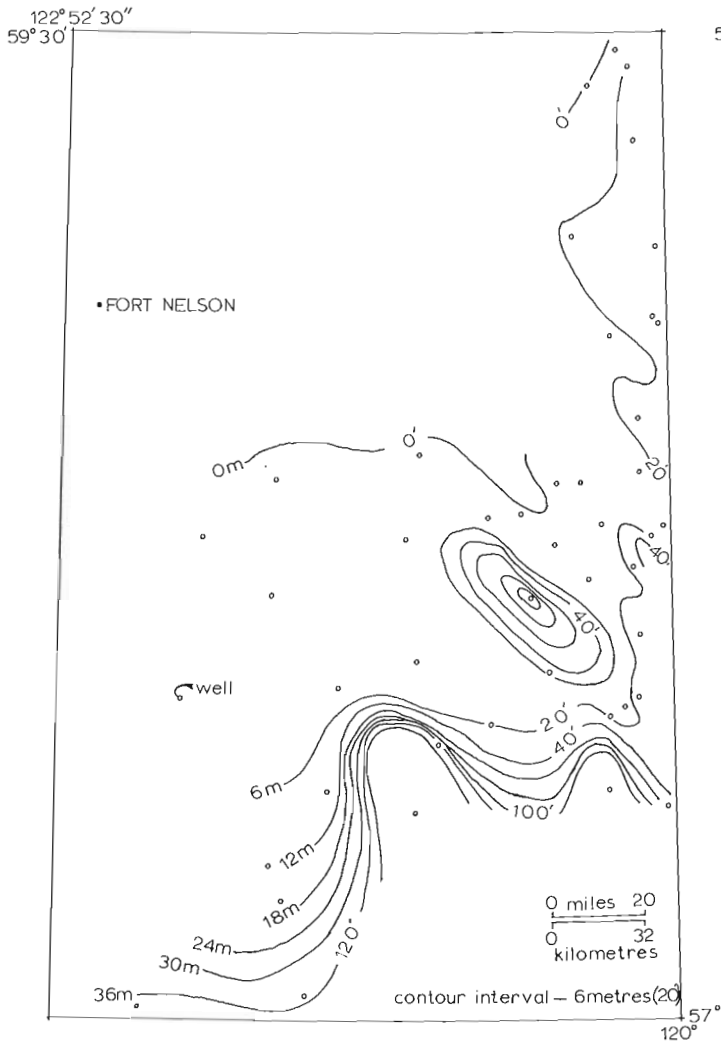 122°52'30"
59°30'
5
0'
•FORT NELSON
0'
0m
20'
40'
40'
well
20'
40'
6m
100'
12m
18m
0 miles 20
24m
120'
0 32
kilometres
30m
36m
contour interval – 6metres(20)
57°
120°